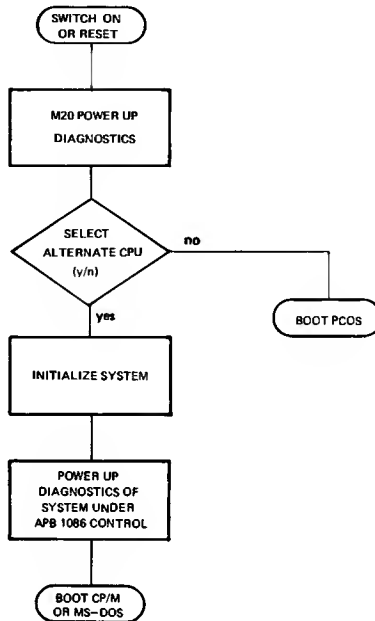 SWITCH ON
OR RESET
M20 POWER UP
DIAGNOSTICS
SELECT
ALTERNATE CPU
(y/n)
no
yes
BOOT PCOS
INITIALIZE SYSTEM
POWER UP
DIAGNOSTICS OF
SYSTEM UNDER
APB 1086 CONTROL
BOOT CP/M
OR MS-DOS